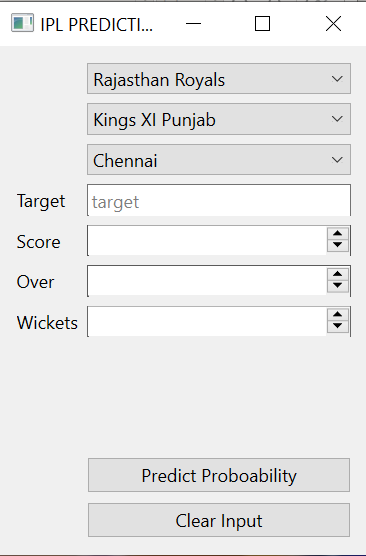 IPL PREDICTI...
Rajasthan Royals
Kings XI Punjab
Chennai
Target target
Score
Over
Wickets
Predict Proboability
Clear Input